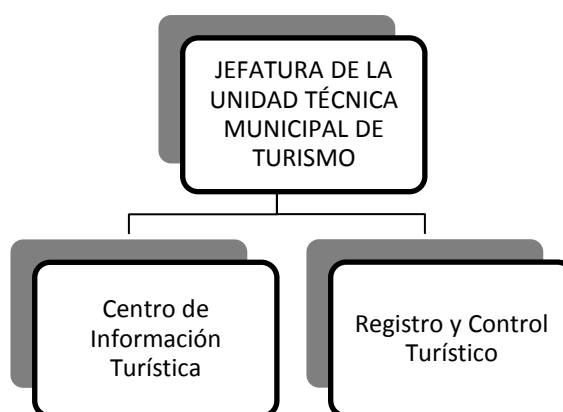 JEFATURA DE LA
UNIDAD TÉCNICA
MUNICIPAL DE
TURISMO
Centro de
Información
Turística
Registro y Control
Turístico